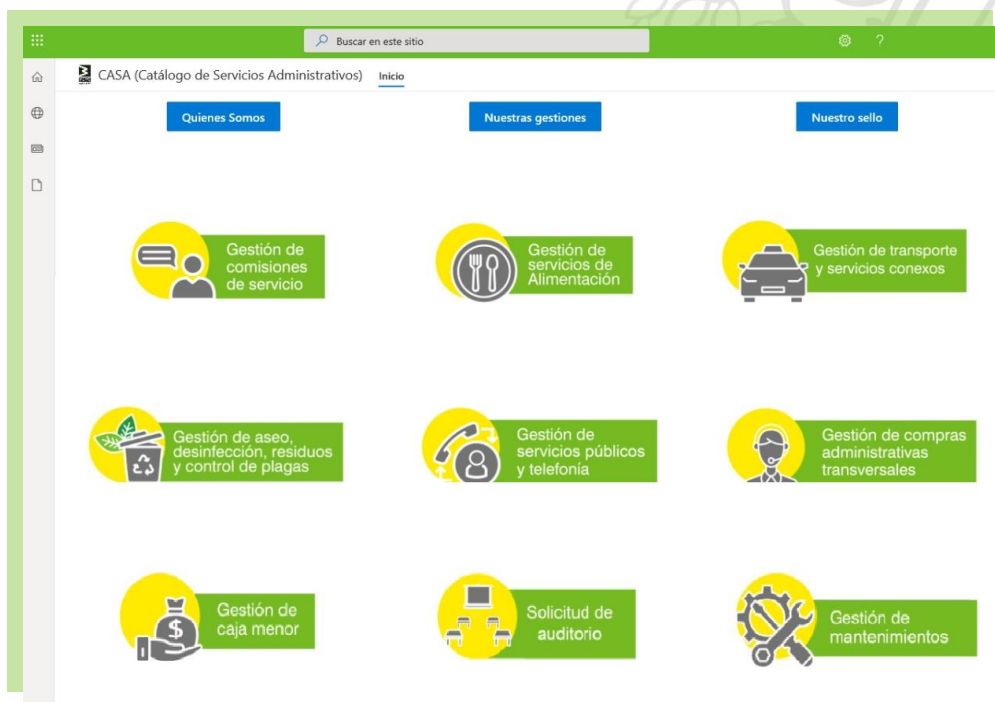 Buscar en este sitio
?
CASA (Catálogo de Servicios Administrativos) Inicio
Quienes Somos
Nuestras gestiones
Nuestro sello
Gestión de
comisiones
de servicio
Gestión de
servicios de
Alimentación
Gestión de transporte
y servicios conexos
Gestión de aseo,
desinfección, residuos
y control de plagas
Gestión de
servicios públicos
y telefonía
Gestión de compras
administrativas
transversales
$
Gestión de
caja menor
Solicitud de
auditorio
Gestión de
mantenimientos